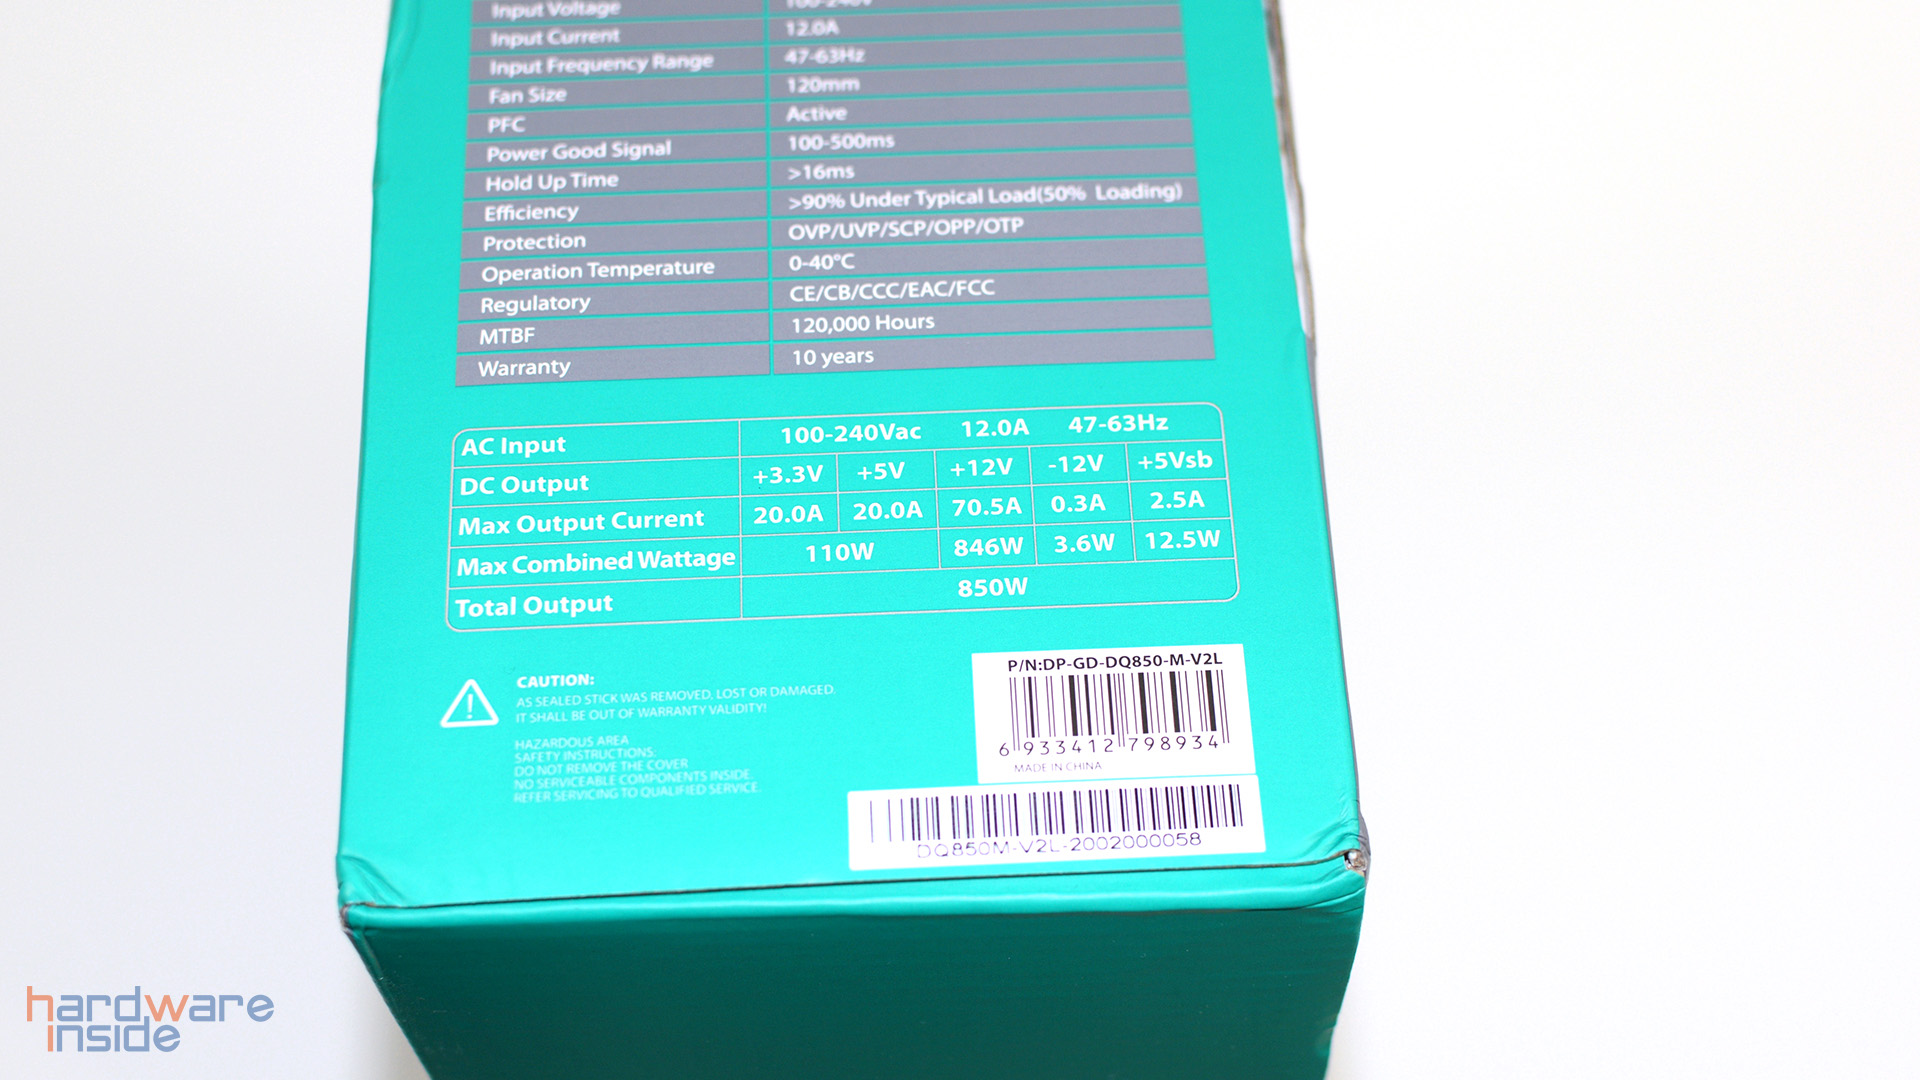 Input Voltage 100-240V
Input Current 12.0A
Input Frequency Range 47-63Hz
Fan Size 120mm
PFC Active
Power Good Signal 100-500ms
Hold Up Time >16ms
Efficiency >90% Under Typical Load(50% Loading)
Protection OVP/UVP/SCP/OPP/OTP
Operation Temperature 0-40°C
Regulatory CE/CB/CCC/EAC/FCC
MTBF 120,000 Hours
Warranty 10 years
AC Input 100-240Vac 12.0A 47-63Hz
DC Output +3.3V +5V +12V -12V +5Vsb
Max Output Current 20.0A 20.0A 70.5A 0.3A 2.5A
Max Combined Wattage 110W 846W 3.6W 12.5W
Total Output 850W
CAUTION:
AS SEALED STICK WAS REMOVED, LOST OR DAMAGED.
IT SHALL BE OUT OF WARRANTY VALIDITY!
HAZARDOUS AREA
SAFETY INSTRUCTIONS.
DO NOT REMOVE THE COVER
NO SERVICEABLE COMPONENTS INSIDE.
REFER SERVICING TO QUALIFIED SERVICE.
P/N:DP-GD-DQ850-M-V2L
6 933412 798934
MADE IN CHINA
DQ850M-V2L-2002000058
hardware
inside